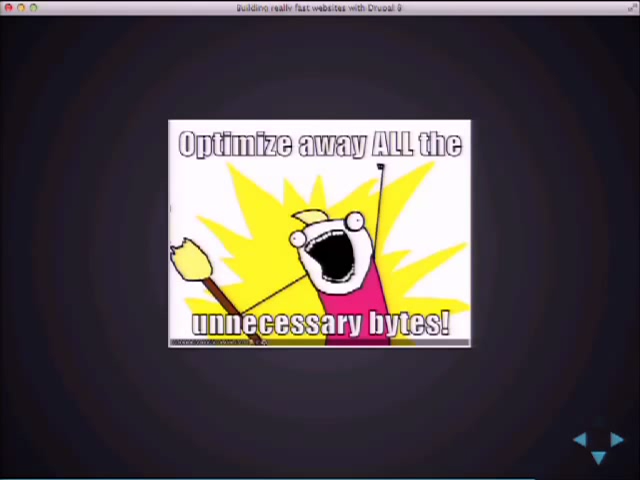 Building really fast websites with Drupal 8
Optimize away ALL the
unnecessary bytes!